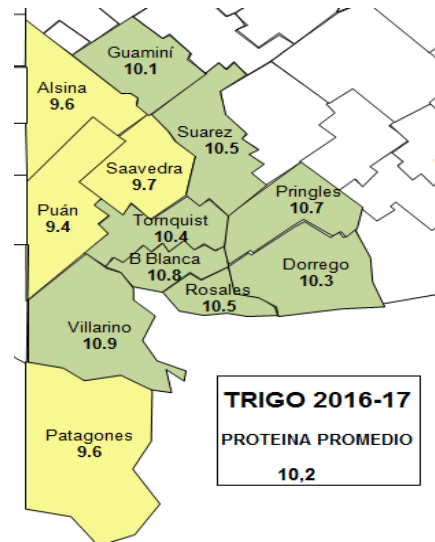 Guaminí
10.1
Alsina
9.6
Suarez
10.5
Saavedra
9.7
Pringles
10.7
Puán
9.4
Tornquist
10.4
B Blanca
10.8
Dorrego
10.3
Rosales
10.5
Villarino
10.9
Patagones
9.6
TRIGO 2016-17
PROTEINA PROMEDIO
10,2